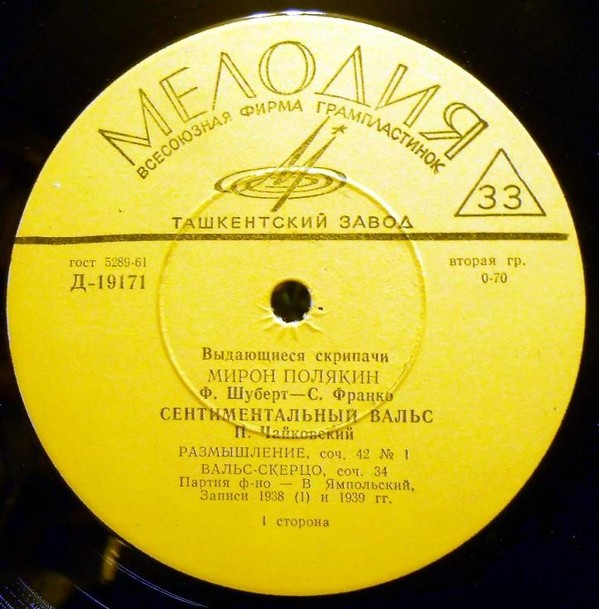 МЕЛОДИЯ
ВСЕСОЮЗНАЯ ФИРМА ГРАМПЛАСТИНОК
33
ТАШКЕНТСКИЙ ЗАВОД
гост 5289-61
Д-19171
вторая гр.
0-70
Выдающиеся скрипачи
МИРОН ПОЛЯКИН
Ф. Шуберт—С. Франко
СЕНТИМЕНТАЛЬНЫЙ ВАЛЬС
П. Чайковский
РАЗМЫШЛЕНИЕ, соч. 42 № 1
ВАЛЬС-СКЕРЦО, соч. 34
Партия ф-но — В Ямпольский,
Записи 1938 (1) и 1939 гг.
I сторона